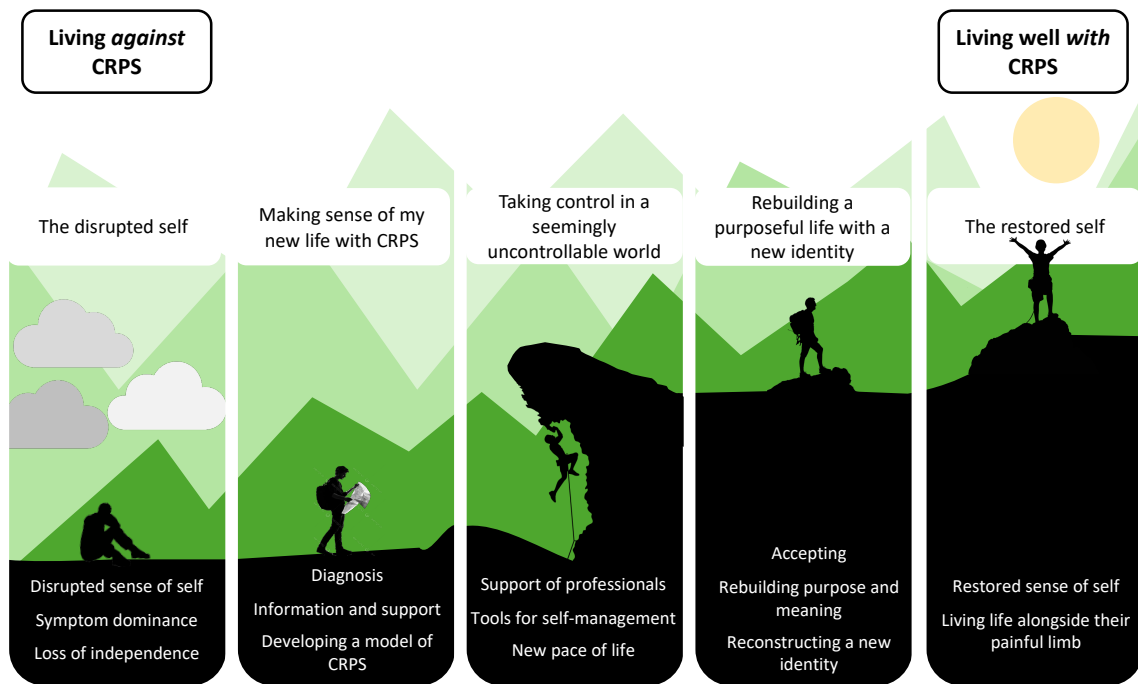 Living against
CRPS
Living well with
CRPS
The disrupted self
Making sense of my
new life with CRPS
Taking control in a
seemingly
uncontrollable world
Rebuilding a
purposeful life with a
new identity
The restored self
Disrupted sense of self
Symptom dominance
Loss of independence
Diagnosis
Information and support
Developing a model of
CRPS
Support of professionals
Tools for self-management
New pace of life
Accepting
Rebuilding purpose and
meaning
Reconstructing a new
identity
Restored sense of self
Living life alongside their
painful limb